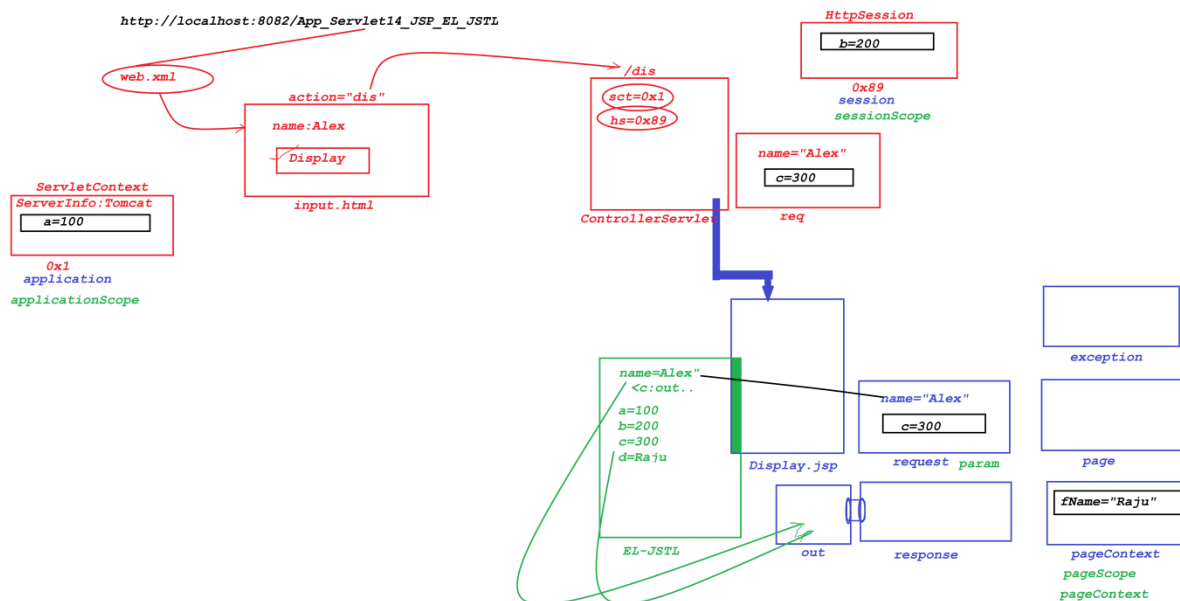 http://localhost:8082/App_Servlet14_JSP_EL_JSTL
HttpSession
b=200
0x89
session
sessionScope
web.xml
action="dis"
name:Alex
Display
input.html
/dis
sct=0x1
hs=0x89
ControllerServlet
name="Alex"
c=300
req
ServletContext
ServerInfo:Tomcat
a=100
0x1
application
applicationScope
exception
name=Alex"
<c:out..
a=100
b=200
c=300
d=Raju
EL-JSTL
Display.jsp
name="Alex"
c=300
request param
page
out
response
fName="Raju"
pageContext
pageScope
pageContext